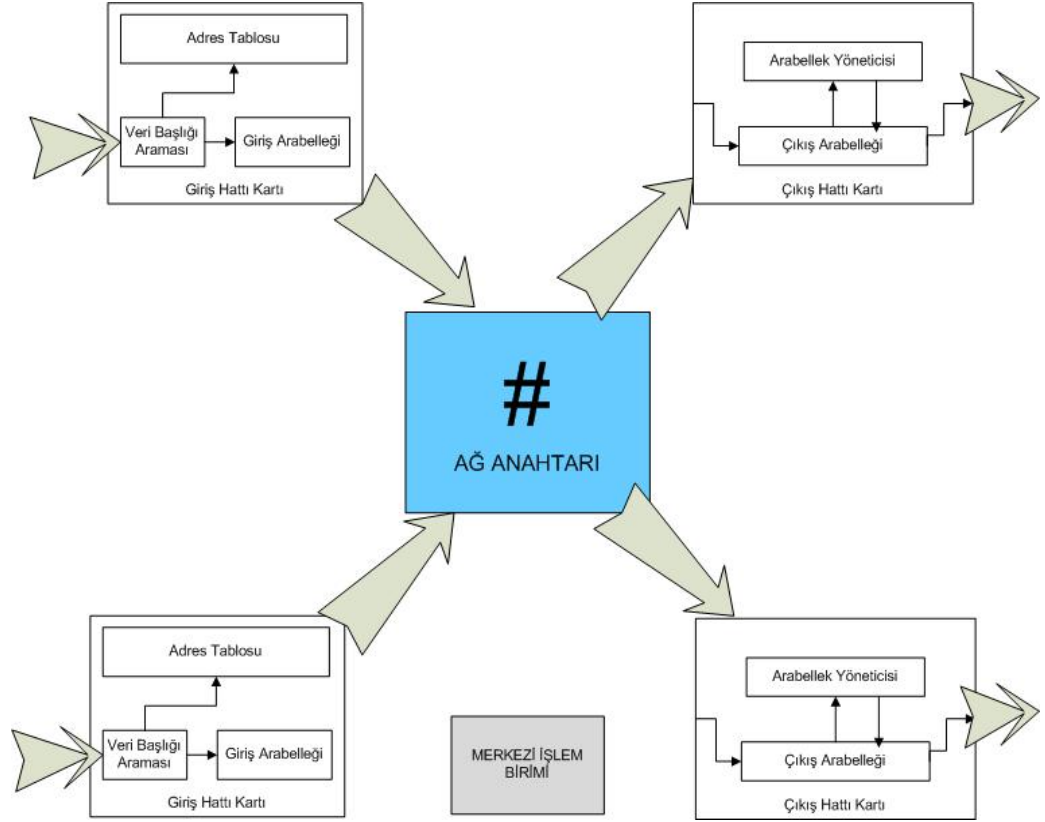 Adres Tablosu
Veri Başlığı
Araması
Giriş Arabelleği
Giriş Hattı Kartı
Arabellek Yöneticisi
Çıkış Arabelleği
Çıkış Hattı Kartı
#
AĞ ANAHTARI
Adres Tablosu
Veri Başlığı
Araması
Giriş Arabelleği
Giriş Hattı Kartı
MERKEZİ İŞLEM
BİRİMİ
Arabellek Yöneticisi
Çıkış Arabelleği
Çıkış Hattı Kartı